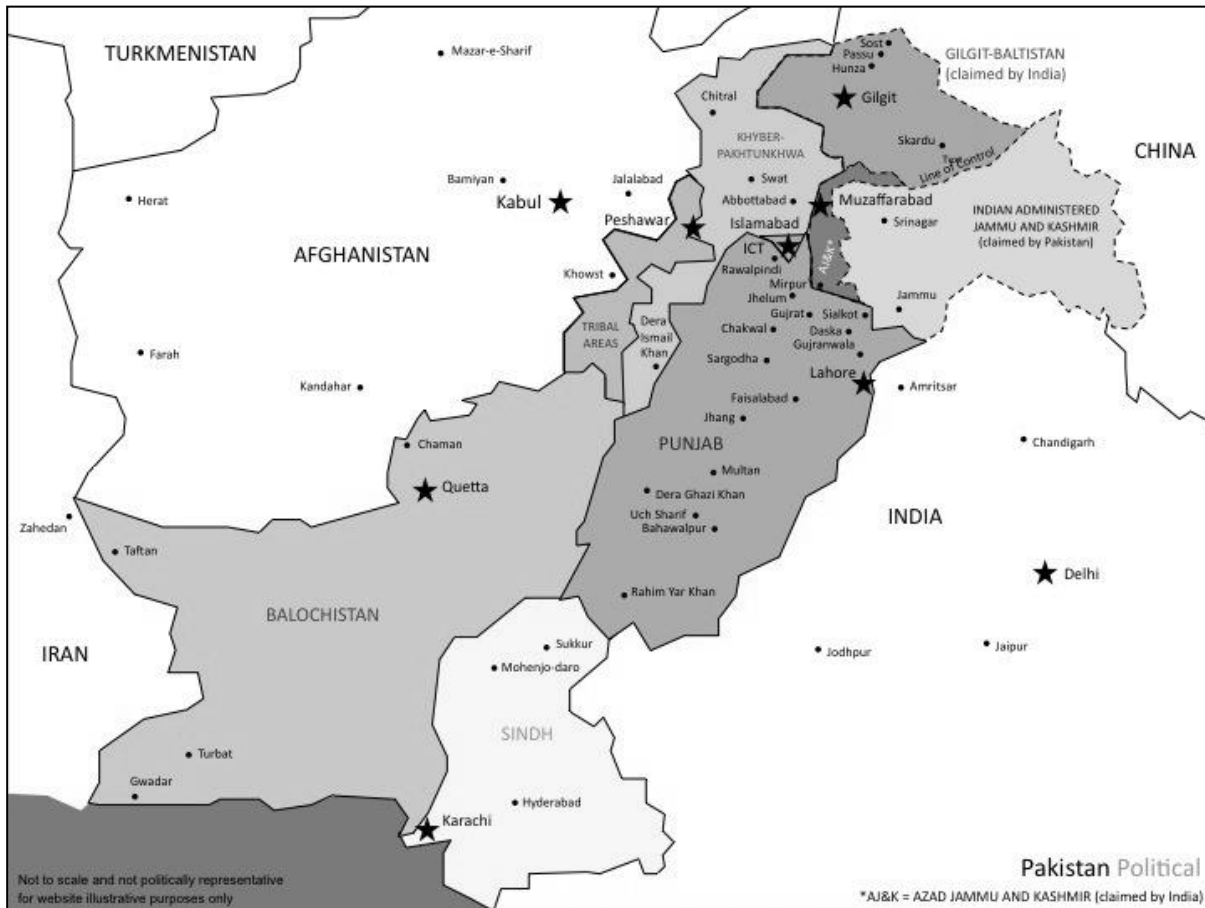 TURKMENISTAN
Mazar-e-Sharif
Sost
Passu
Hunza
GILGIT-BALTISTAN
(claimed by India)
Gilgit
Chitral
KHYBER-
PAKHTUNKHWA
Skardu
The
Line of Control
CHINA
Herat
Bamiyan
Kabul
Jalalabad
Swat
Abbottabad
Muzaffarabad
Peshawar
Islamabad
Srinagar
INDIAN ADMINISTERED
JAMMU AND KASHMIR
(claimed by Pakistan)
AFGHANISTAN
ICT
AJ&K*
Rawalpindi
Khowst
Mirpur
Jhelum
Jammu
Gujrat
Sialkot
TRIBAL
AREAS
Dera
Ismail
Khan
Chakwal
Daska
Gujranwala
Farah
Sargodha
Lahore
Kandahar
Amritsar
Faisalabad
Jhang
Chaman
PUNJAB
Chandigarh
Multan
Quetta
Dera Ghazi Khan
Uch Sharif
Bahawalpur
INDIA
Zahedan
Taftan
Delhi
Rahim Yar Khan
BALOCHISTAN
IRAN
Sukkur
Mohenjo-daro
Jodhpur
Jaipur
SINDH
Turbat
Gwadar
Hyderabad
Karachi
Not to scale and not politically representative
for website illustrative purposes only
Pakistan Political
*AJ&K = AZAD JAMMU AND KASHMIR (claimed by India)